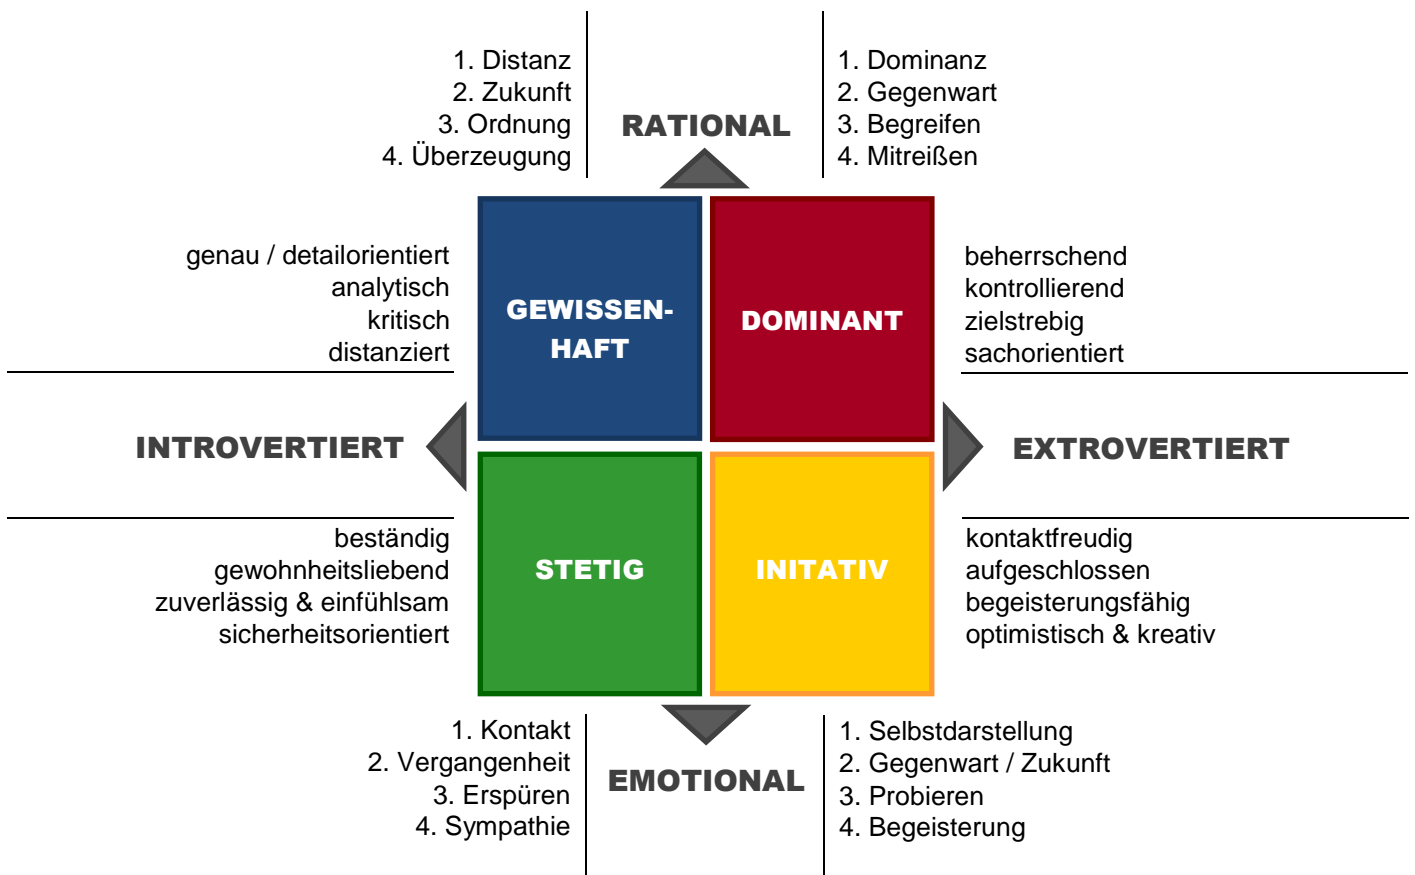 1. Distanz
2. Zukunft
3. Ordnung
4. Überzeugung
RATIONAL
1. Dominanz
2. Gegenwart
3. Begreifen
4. Mitreißen
genau / detailorientiert
analytisch
kritisch
distanziert
GEWISSEN-
HAFT
DOMINANT
beherrschend
kontrollierend
zielstrebig
sachorientiert
INTROVERTIERT
EXTROVERTIERT
beständig
gewohnheitsliebend
zuverlässig & einfühlsam
sicherheitsorientiert
STETIG
INITATIV
kontaktfreudig
aufgeschlossen
begeisterungsfähig
optimistisch & kreativ
1. Kontakt
2. Vergangenheit
3. Erspüren
4. Sympathie
EMOTIONAL
1. Selbstdarstellung
2. Gegenwart / Zukunft
3. Probieren
4. Begeisterung